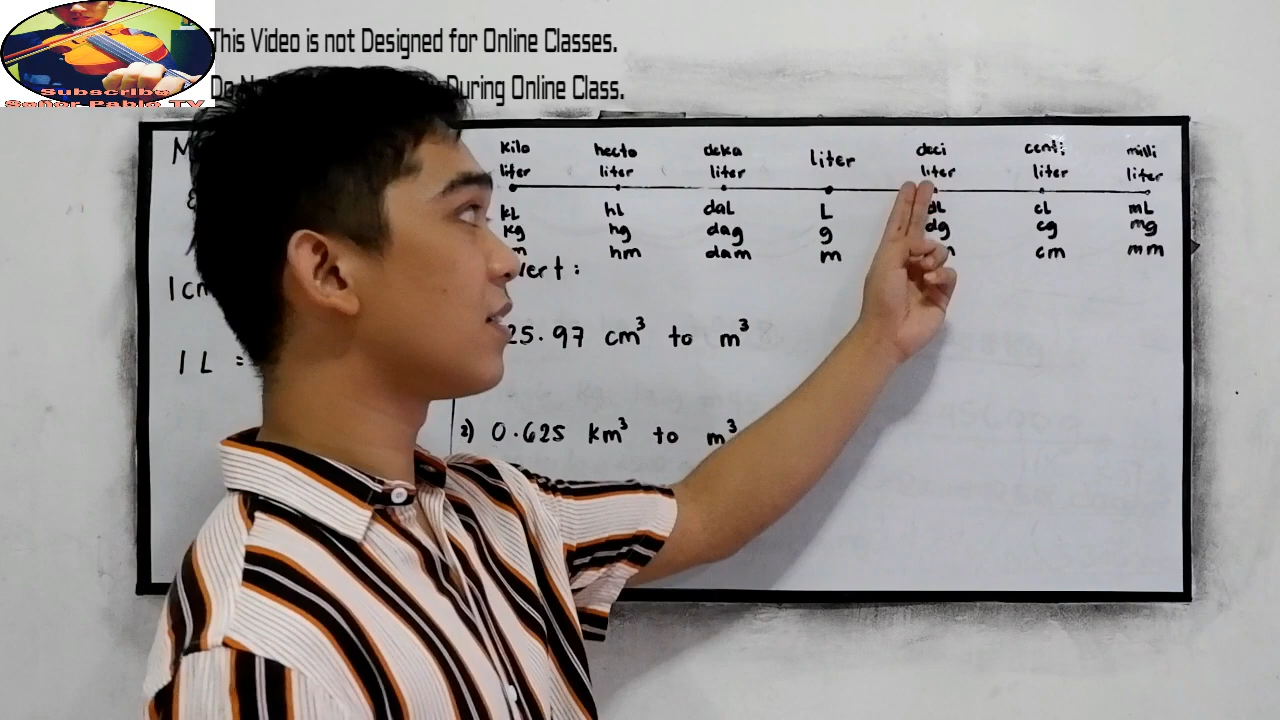 This Video is not Designed for Online Classes.
Do During Online Class.
Subscribe
Señor Pablo TV
M
kilo liter hecto liter deka liter liter deci liter centi liter milli liter
kL hL daL L dL cL mL
kg hg dag g dg cg mg
m hm dam m cm mm
1 cm
vert:
25.97 cm³ to m³
1 L =
2) 0.625 km³ to m³